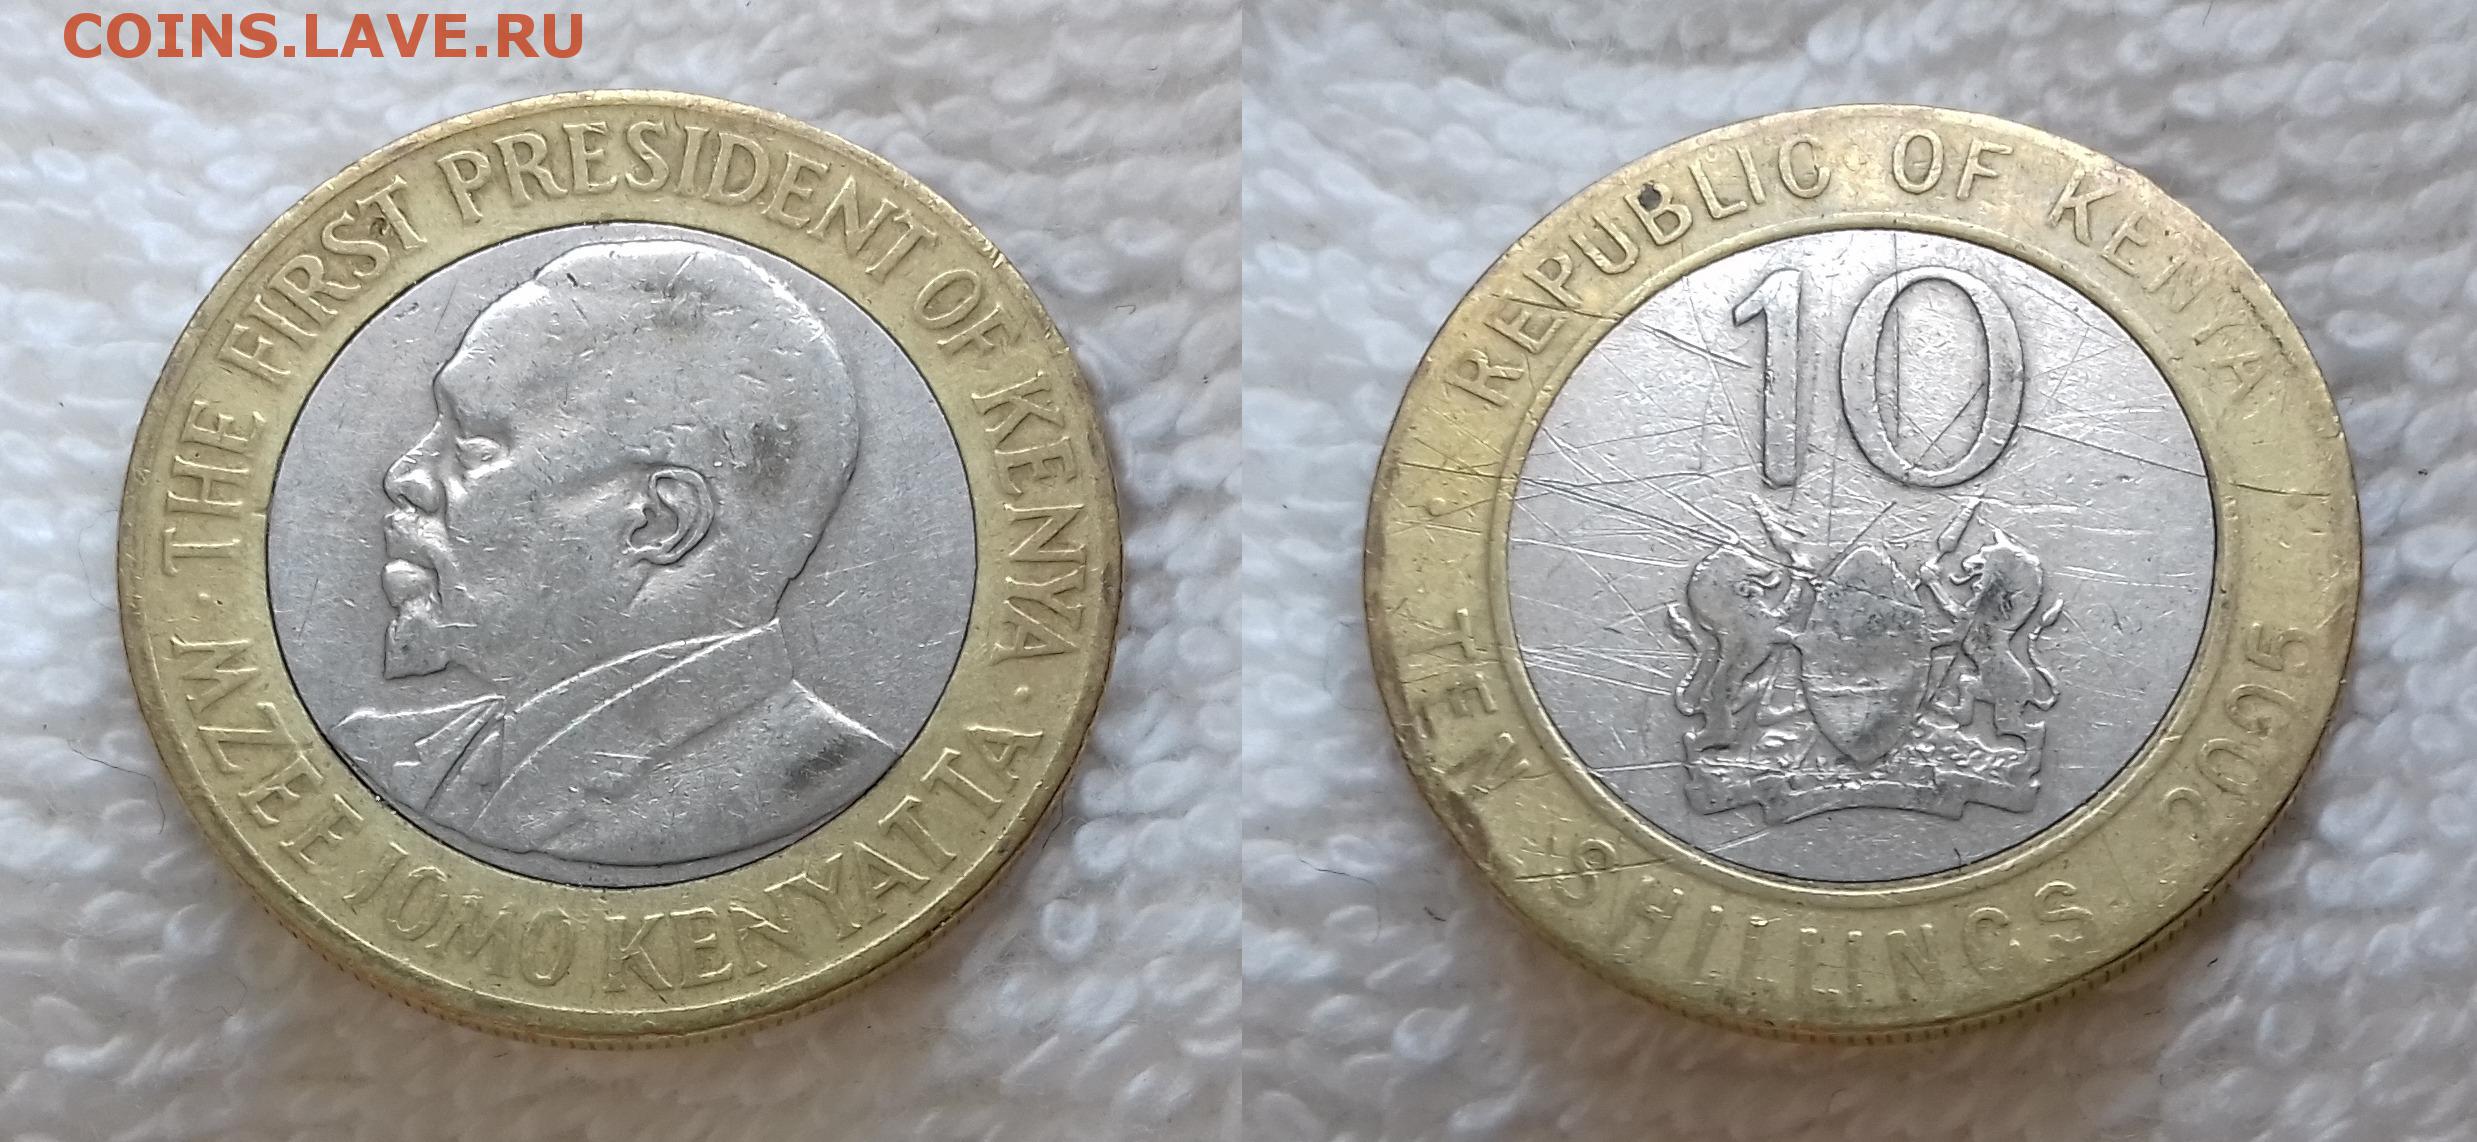 COINS.LAVE.RU
MZEE JOMO KENYATTA · THE FIRST PRESIDENT OF KENYA ·
REPUBLIC OF KENYA
10
TEN SHILLINGS 2005